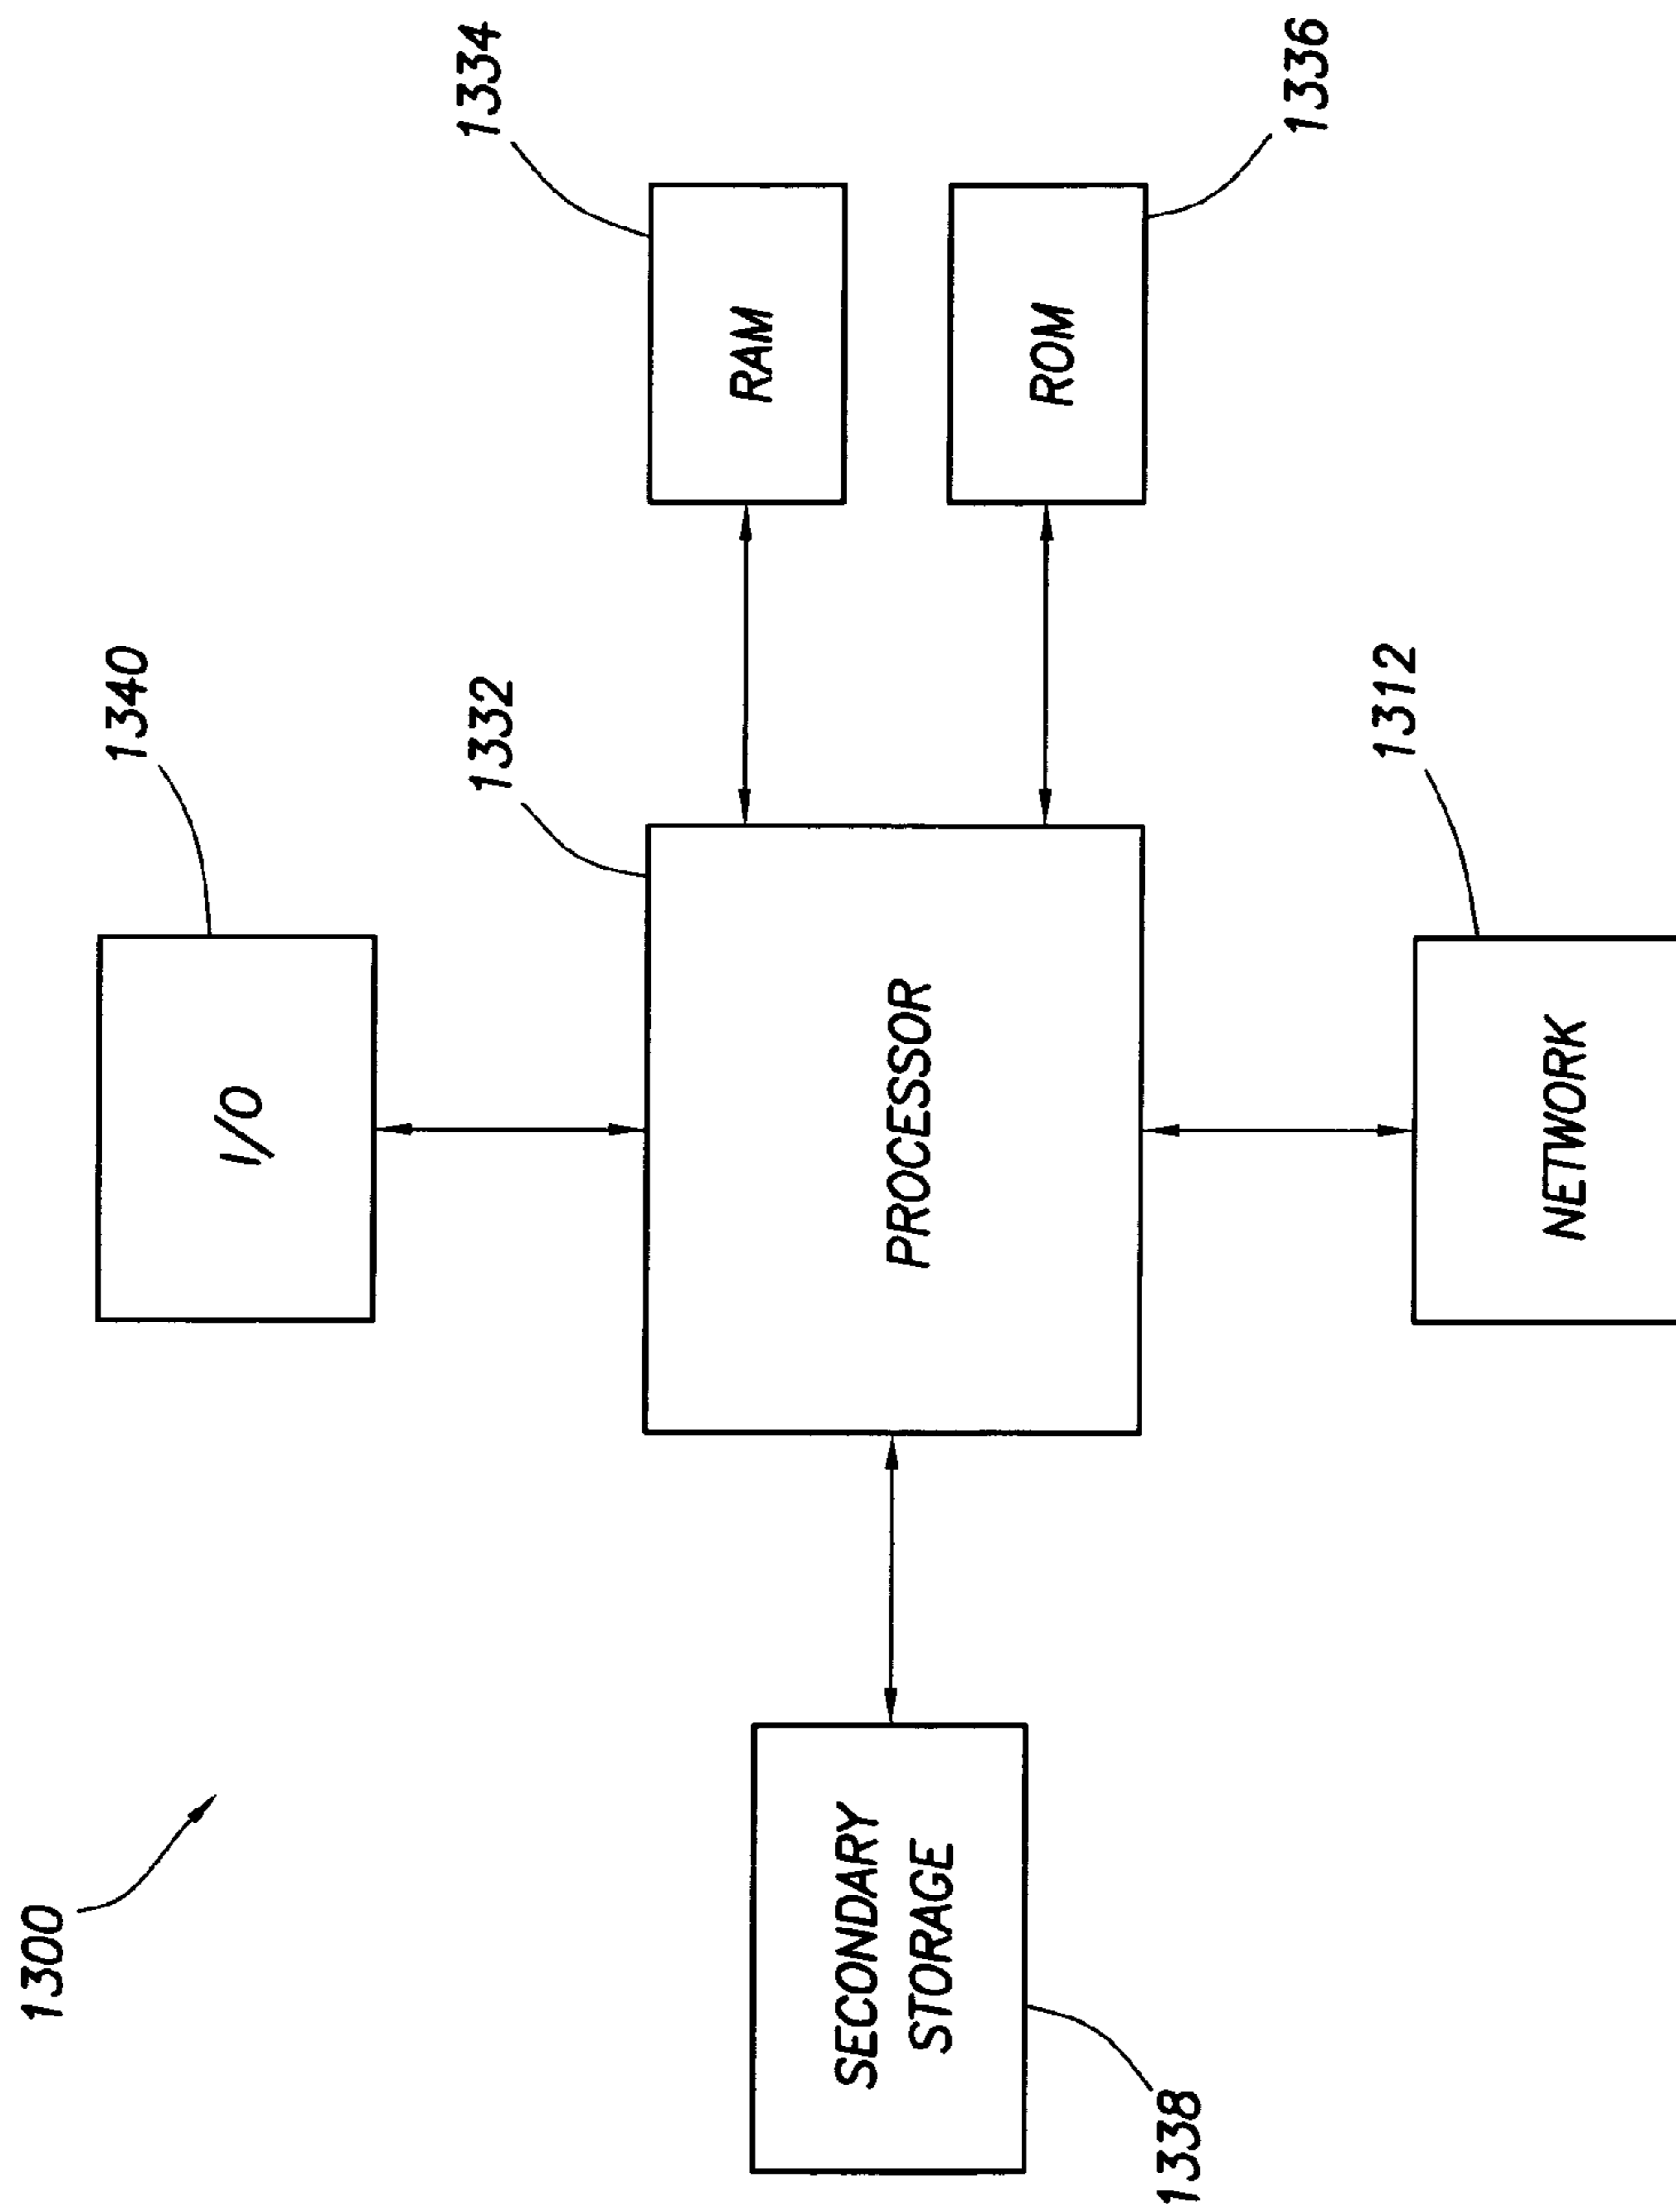 1300
1340
I/O
1332
1334
SECONDARY
STORAGE
PROCESSOR
RAM
1338
ROM
1336
1312
NETWORK